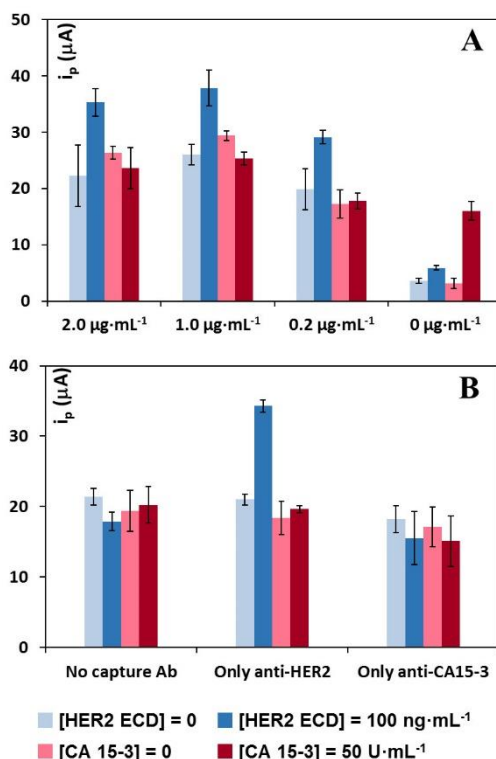 A
i_p (μA)
50
40
30
20
10
0
2.0 μg·mL⁻¹ 1.0 μg·mL⁻¹ 0.2 μg·mL⁻¹ 0 μg·mL⁻¹
B
i_p (μA)
40
30
20
10
0
No capture Ab Only anti-HER2 Only anti-CA15-3
[HER2 ECD] = 0 [HER2 ECD] = 100 ng·mL⁻¹
[CA 15-3] = 0 [CA 15-3] = 50 U·mL⁻¹